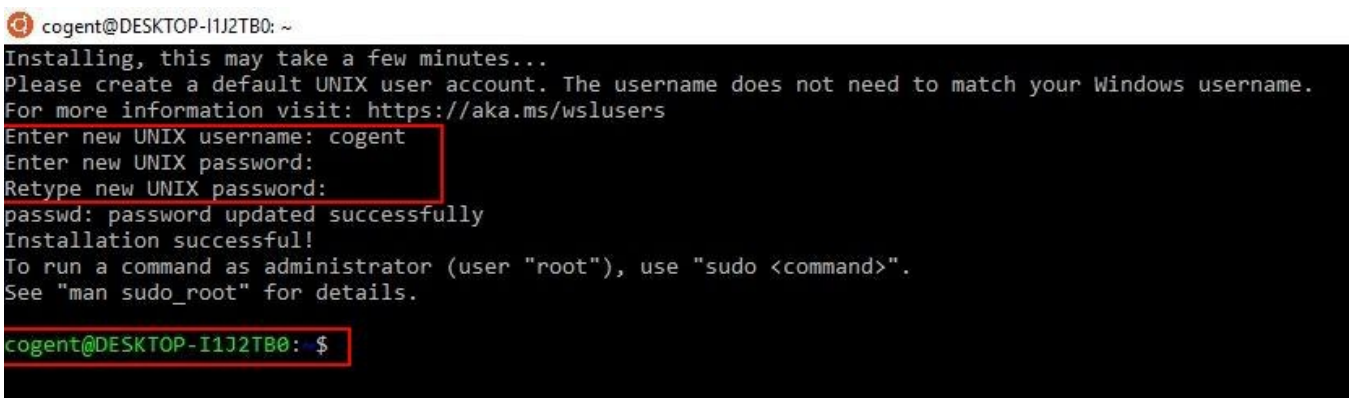 cogent@DESKTOP-I1J2TB0: ~
Installing, this may take a few minutes...
Please create a default UNIX user account. The username does not need to match your Windows username.
For more information visit: https://aka.ms/wslusers
Enter new UNIX username: cogent
Enter new UNIX password:
Retype new UNIX password:
passwd: password updated successfully
Installation successful!
To run a command as administrator (user "root"), use "sudo <command>".
See "man sudo_root" for details.
cogent@DESKTOP-I1J2TB0:~$